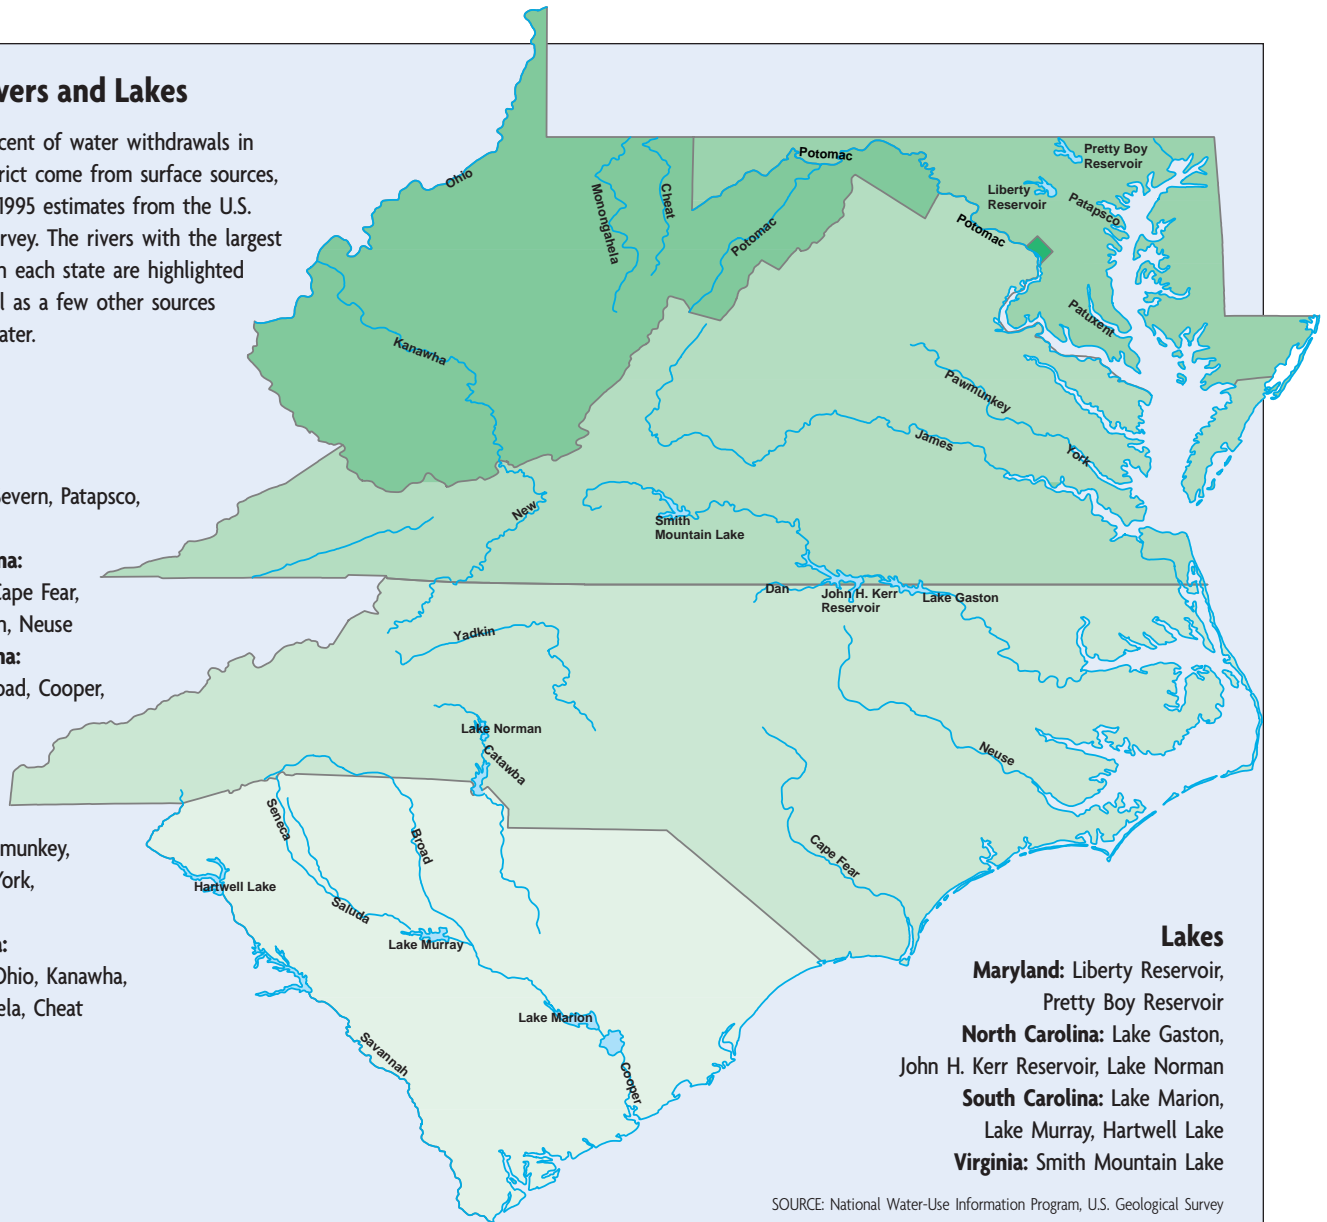 vers and Lakes
cent of water withdrawals in
rict come from surface sources,
1995 estimates from the U.S.
rvey. The rivers with the largest
n each state are highlighted
l as a few other sources
ater.
evern, Patapsco,
na:
Cape Fear,
n, Neuse
na:
oad, Cooper,
munkey,
York,
a:
Ohio, Kanawha,
ela, Cheat
Ohio
Monongahela
Cheat
Potomac
Potomac
Potomac
Liberty
Reservoir
Pretty Boy
Reservoir
Patapsco
Patuxent
Kanawha
Pawmunkey
James
York
New
Smith
Mountain Lake
Dan
John H. Kerr
Reservoir
Lake Gaston
Yadkin
Lake Norman
Catawba
Neuse
Cape Fear
Seneca
Broad
Hartwell Lake
Saluda
Lake Murray
Lake Marion
Savannah
Cooper
Lakes
Maryland: Liberty Reservoir,
Pretty Boy Reservoir
North Carolina: Lake Gaston,
John H. Kerr Reservoir, Lake Norman
South Carolina: Lake Marion,
Lake Murray, Hartwell Lake
Virginia: Smith Mountain Lake
SOURCE: National Water-Use Information Program, U.S. Geological Survey